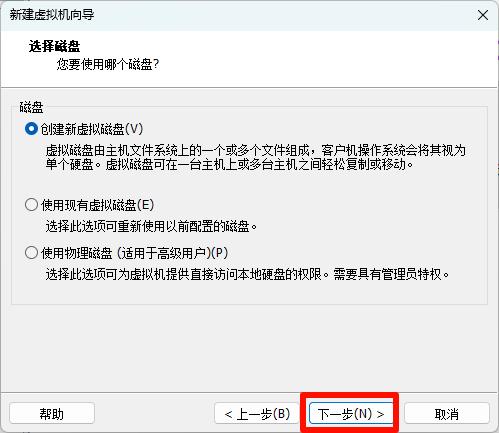 新建虚拟机向导
选择磁盘
您要使用哪个磁盘?
磁盘
创建新虚拟磁盘(V)
虚拟磁盘由主机文件系统上的一个或多个文件组成，客户机操作系统会将其视为
单个硬盘。虚拟磁盘可在一台主机上或多台主机之间轻松复制或移动。
使用现有虚拟磁盘(E)
选择此选项可重新使用以前配置的磁盘。
使用物理磁盘 (适用于高级用户)(P)
选择此选项可为虚拟机提供直接访问本地硬盘的权限。需要具有管理员特权。
帮助
< 上一步(B)
下一步(N) >
取消